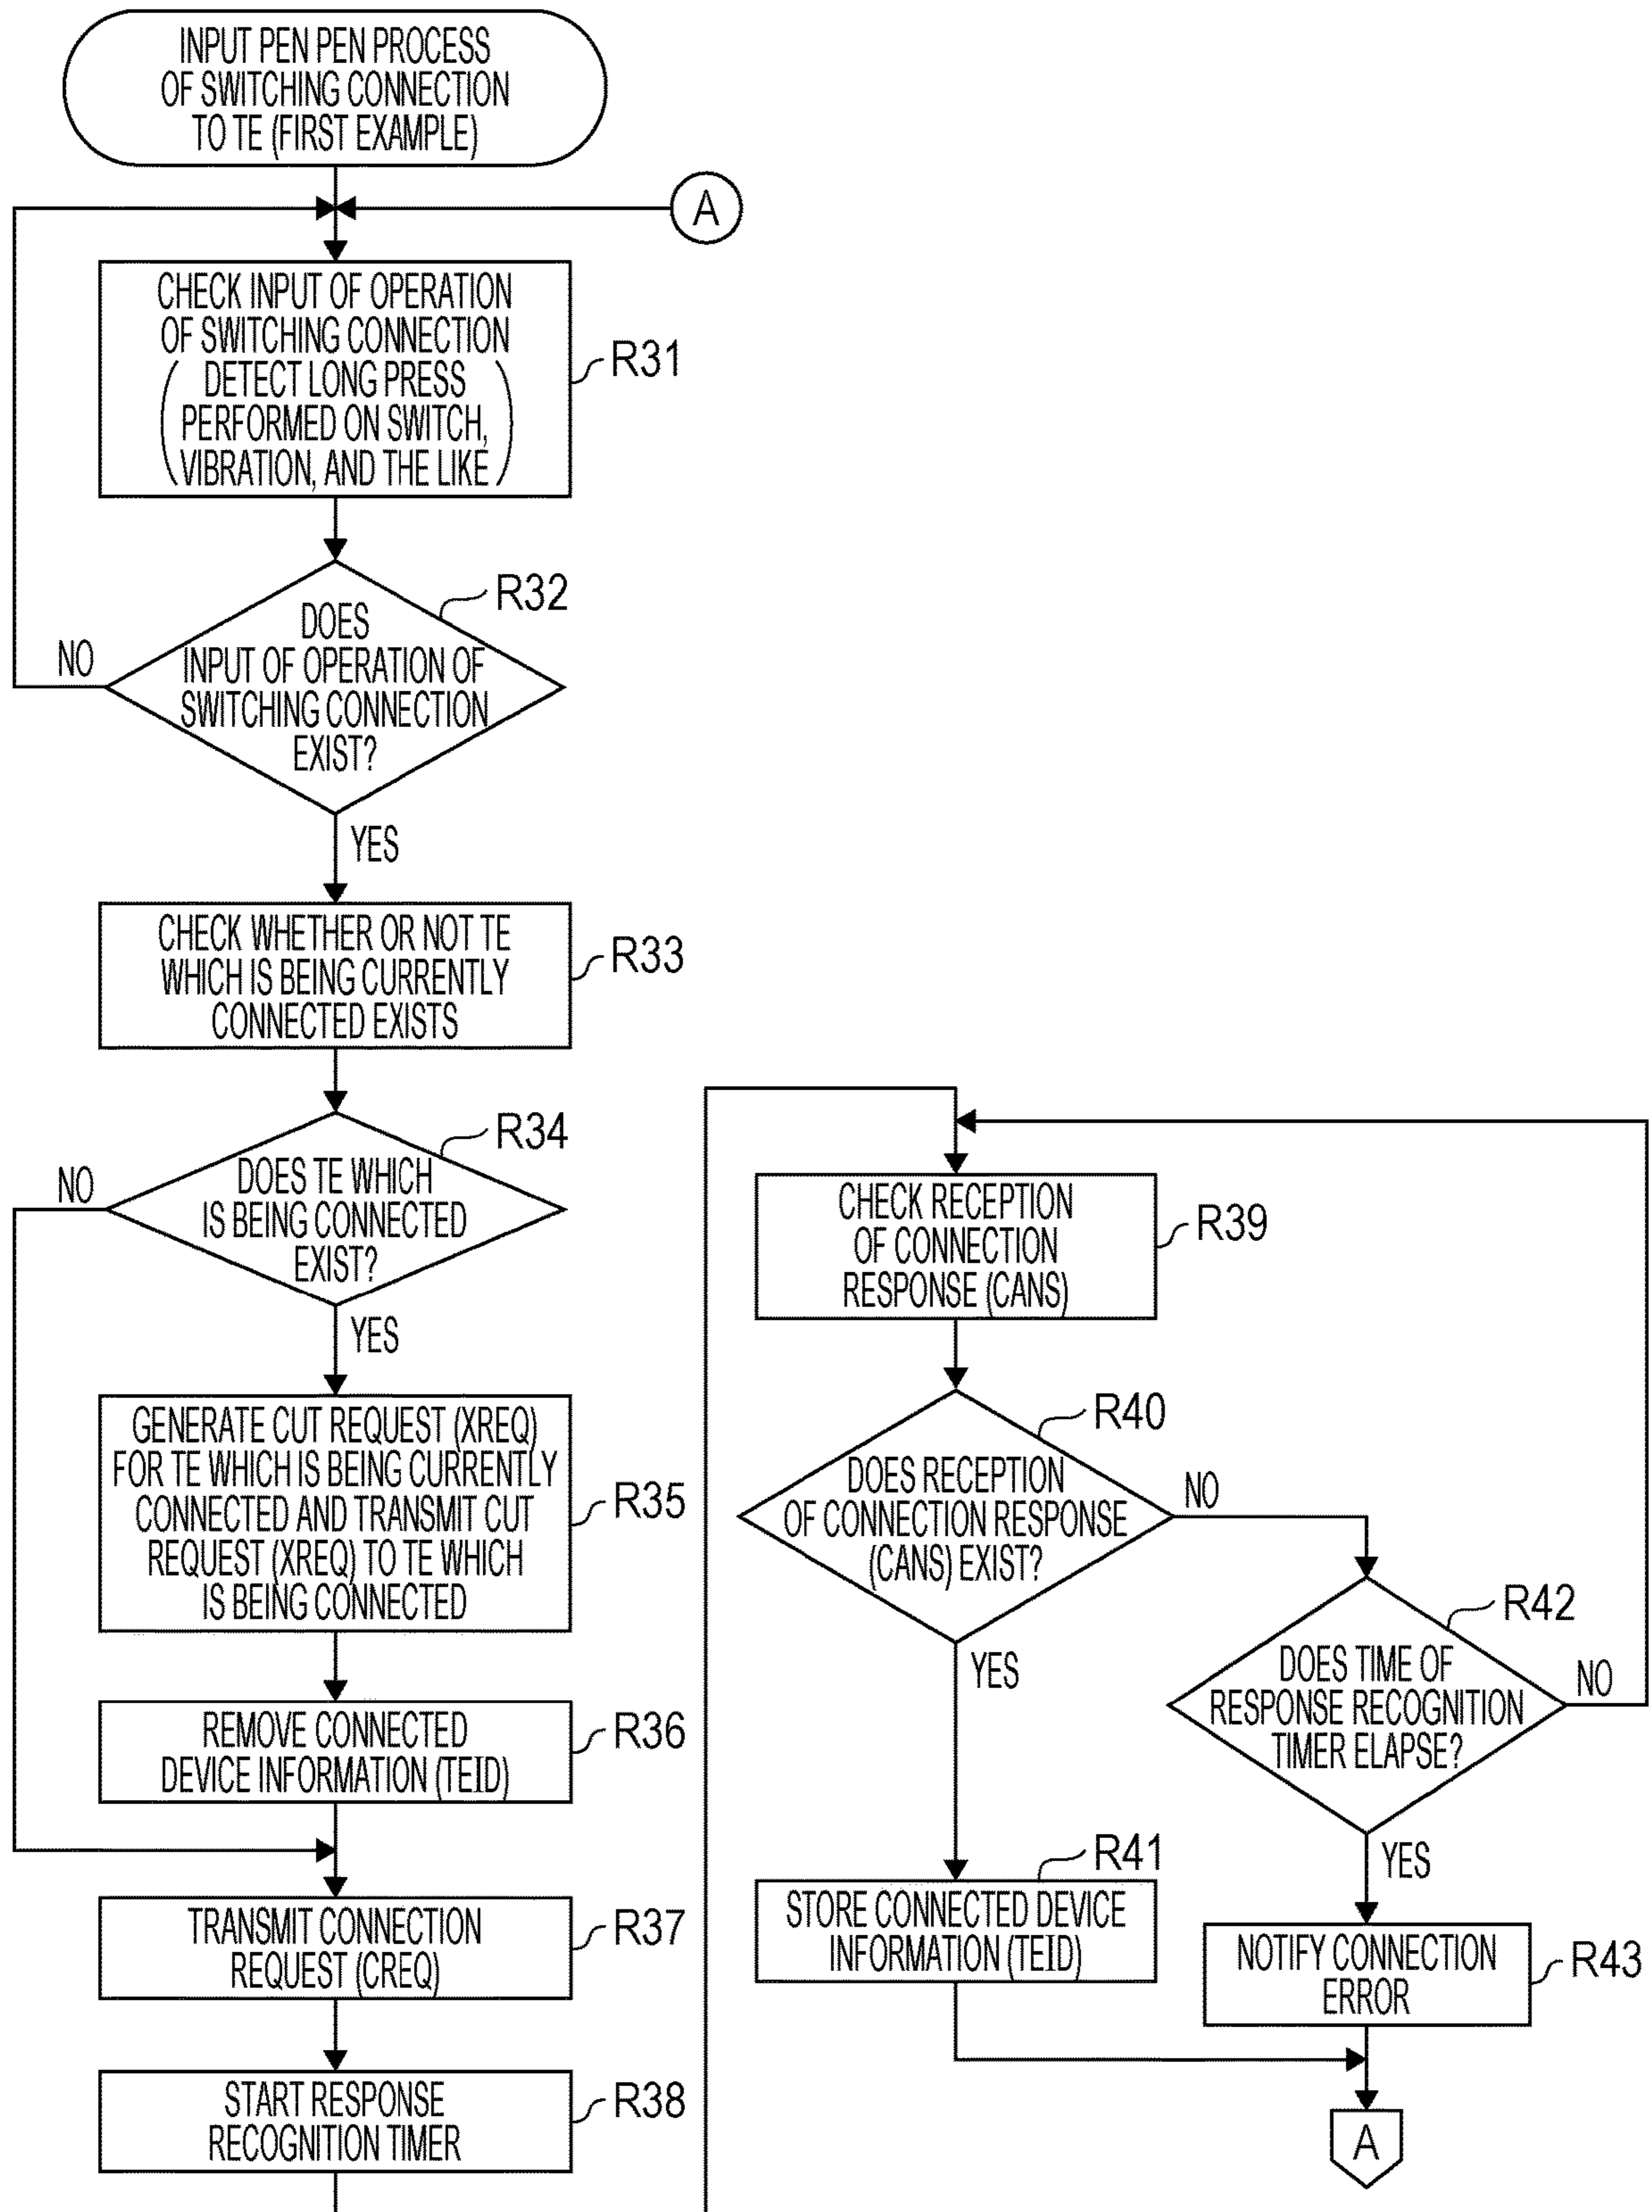 INPUT PEN PEN PROCESS
OF SWITCHING CONNECTION
TO TE (FIRST EXAMPLE)
A
CHECK INPUT OF OPERATION
OF SWITCHING CONNECTION
( DETECT LONG PRESS
PERFORMED ON SWITCH,
VIBRATION, AND THE LIKE )
R31
R32
DOES
INPUT OF OPERATION OF
SWITCHING CONNECTION
EXIST?
NO
YES
CHECK WHETHER OR NOT TE
WHICH IS BEING CURRENTLY
CONNECTED EXISTS
R33
R34
DOES TE WHICH
IS BEING CONNECTED
EXIST?
NO
YES
GENERATE CUT REQUEST (XREQ)
FOR TE WHICH IS BEING CURRENTLY
CONNECTED AND TRANSMIT CUT
REQUEST (XREQ) TO TE WHICH
IS BEING CONNECTED
R35
REMOVE CONNECTED
DEVICE INFORMATION (TEID)
R36
TRANSMIT CONNECTION
REQUEST (CREQ)
R37
START RESPONSE
RECOGNITION TIMER
R38
CHECK RECEPTION
OF CONNECTION
RESPONSE (CANS)
R39
R40
DOES RECEPTION
OF CONNECTION RESPONSE
(CANS) EXIST?
NO
YES
R42
DOES TIME OF
RESPONSE RECOGNITION
TIMER ELAPSE?
NO
YES
R41
STORE CONNECTED DEVICE
INFORMATION (TEID)
NOTIFY CONNECTION
ERROR
R43
A